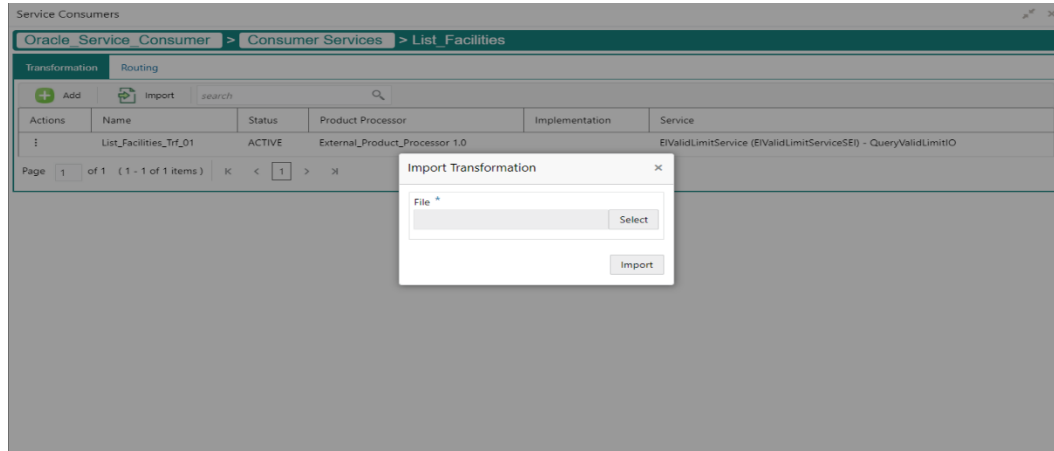 Service Consumers
Oracle_Service_Consumer > Consumer Services > List_Facilities
Transformation Routing
Add Import search
Actions Name Status Product Processor Implementation Service
List_Facilities_Trf_01 ACTIVE External_Product_Processor 1.0 ElValidLimitService (ElValidLimitServiceSEI) - QueryValidLimitIO
Page 1 of 1 (1 - 1 of 1 items) K < 1 > >|
Import Transformation ×
File *
Select
Import